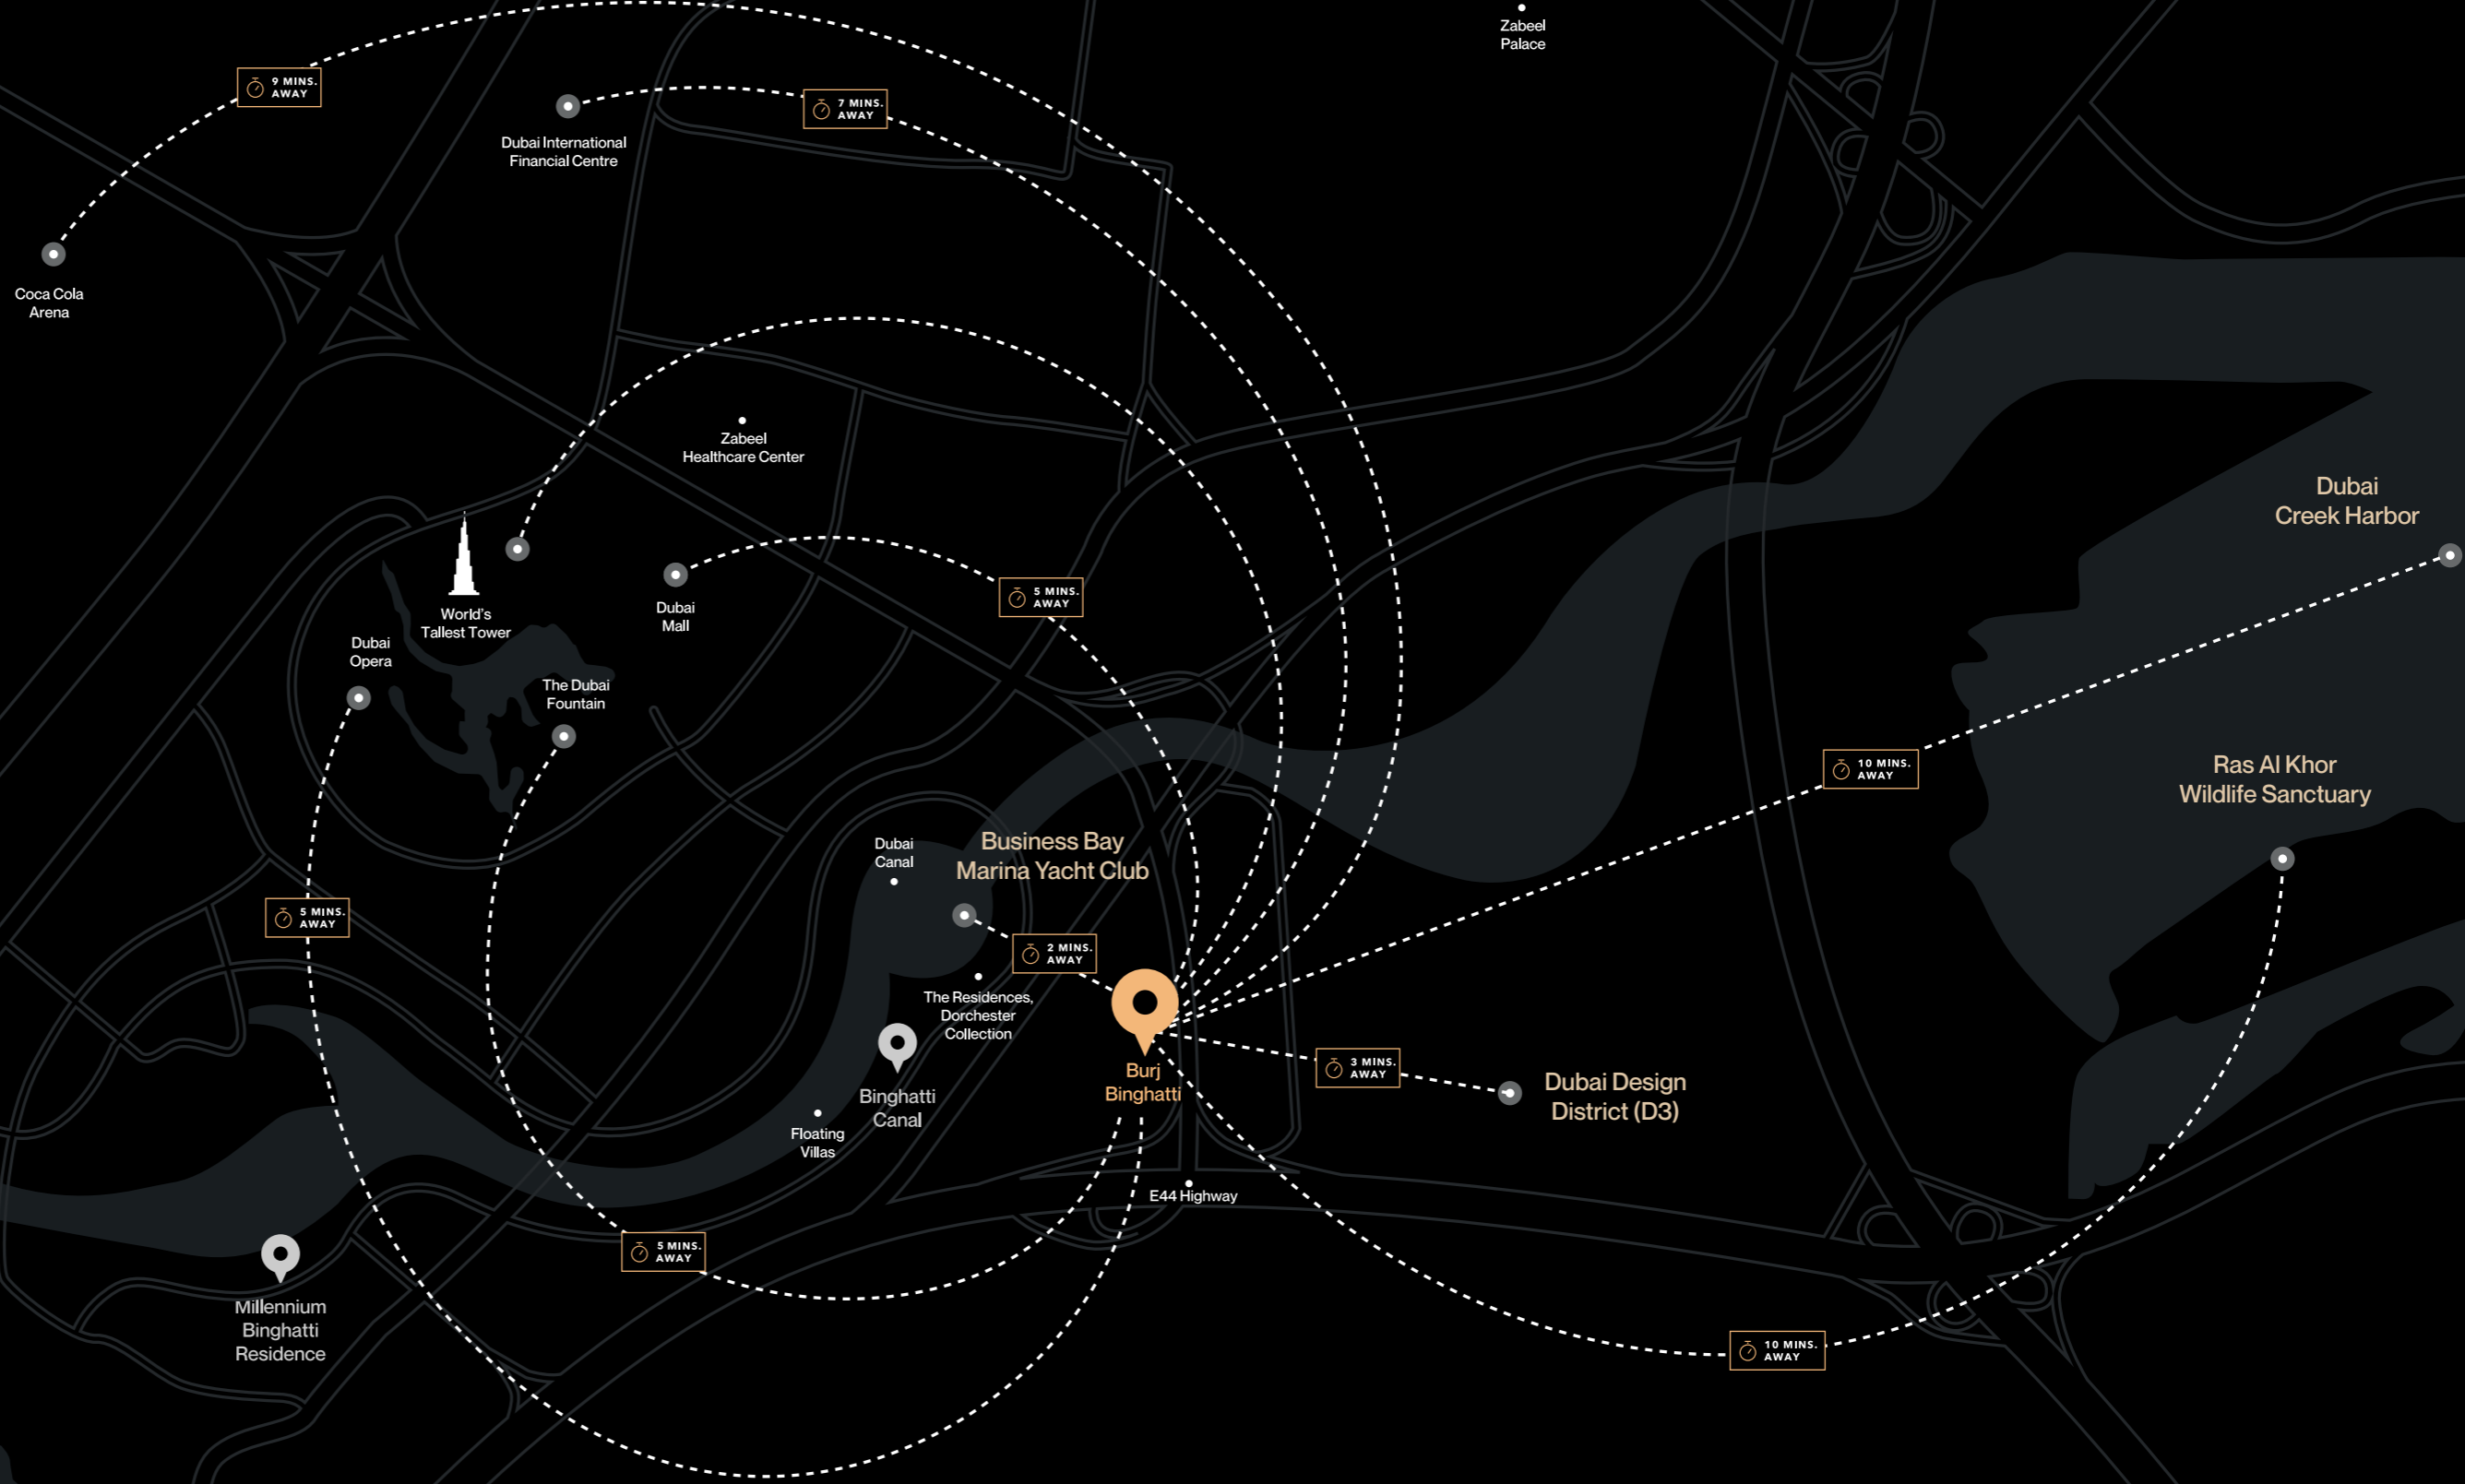 Zabeel
Palace
9 MINS.
AWAY
7 MINS.
AWAY
Dubai International
Financial Centre
Coca Cola
Arena
Zabeel
Healthcare Center
Dubai
Creek Harbor
5 MINS.
AWAY
World's
Tallest Tower
Dubai
Mall
Dubai
Opera
The Dubai
Fountain
10 MINS.
AWAY
Ras Al Khor
Wildlife Sanctuary
Dubai
Canal
Business Bay
Marina Yacht Club
5 MINS.
AWAY
2 MINS.
AWAY
The Residences,
Dorchester
Collection
Burj
Binghatti
3 MINS.
AWAY
Dubai Design
District (D3)
Binghatti
Canal
Floating
Villas
E44 Highway
5 MINS.
AWAY
Millennium
Binghatti
Residence
10 MINS.
AWAY